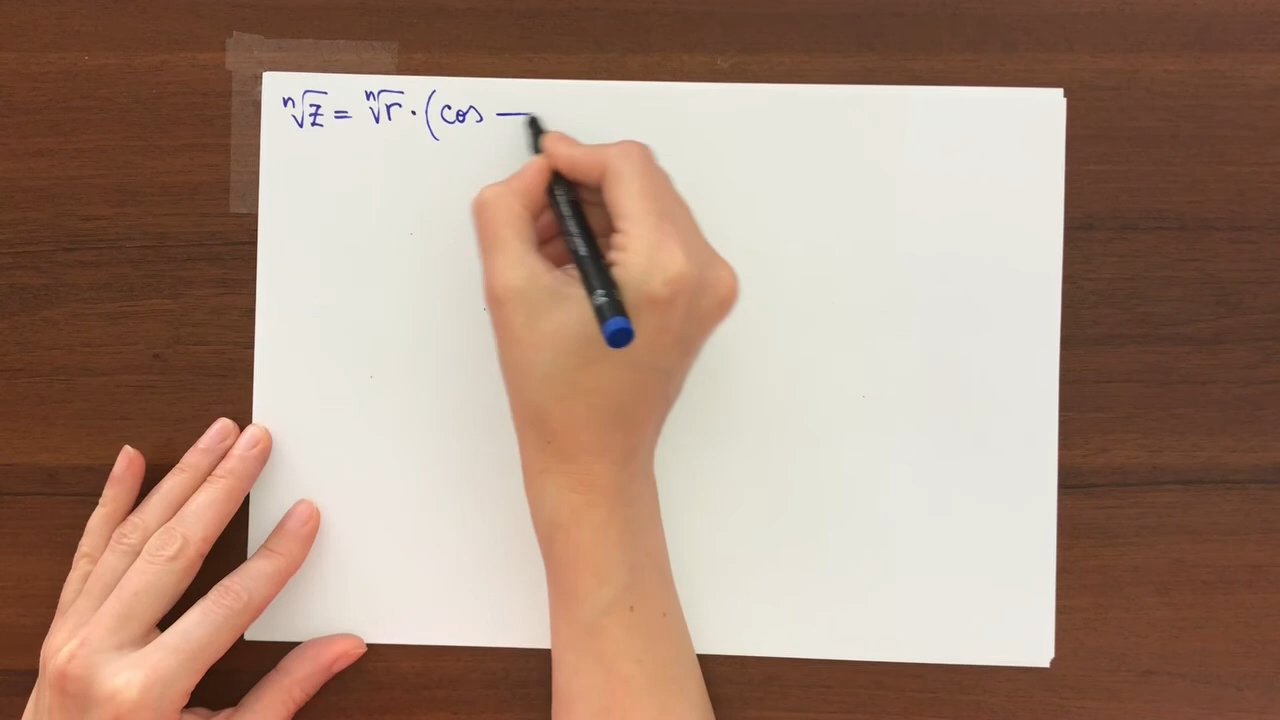 ⁿ√z = ⁿ√r · (cos —